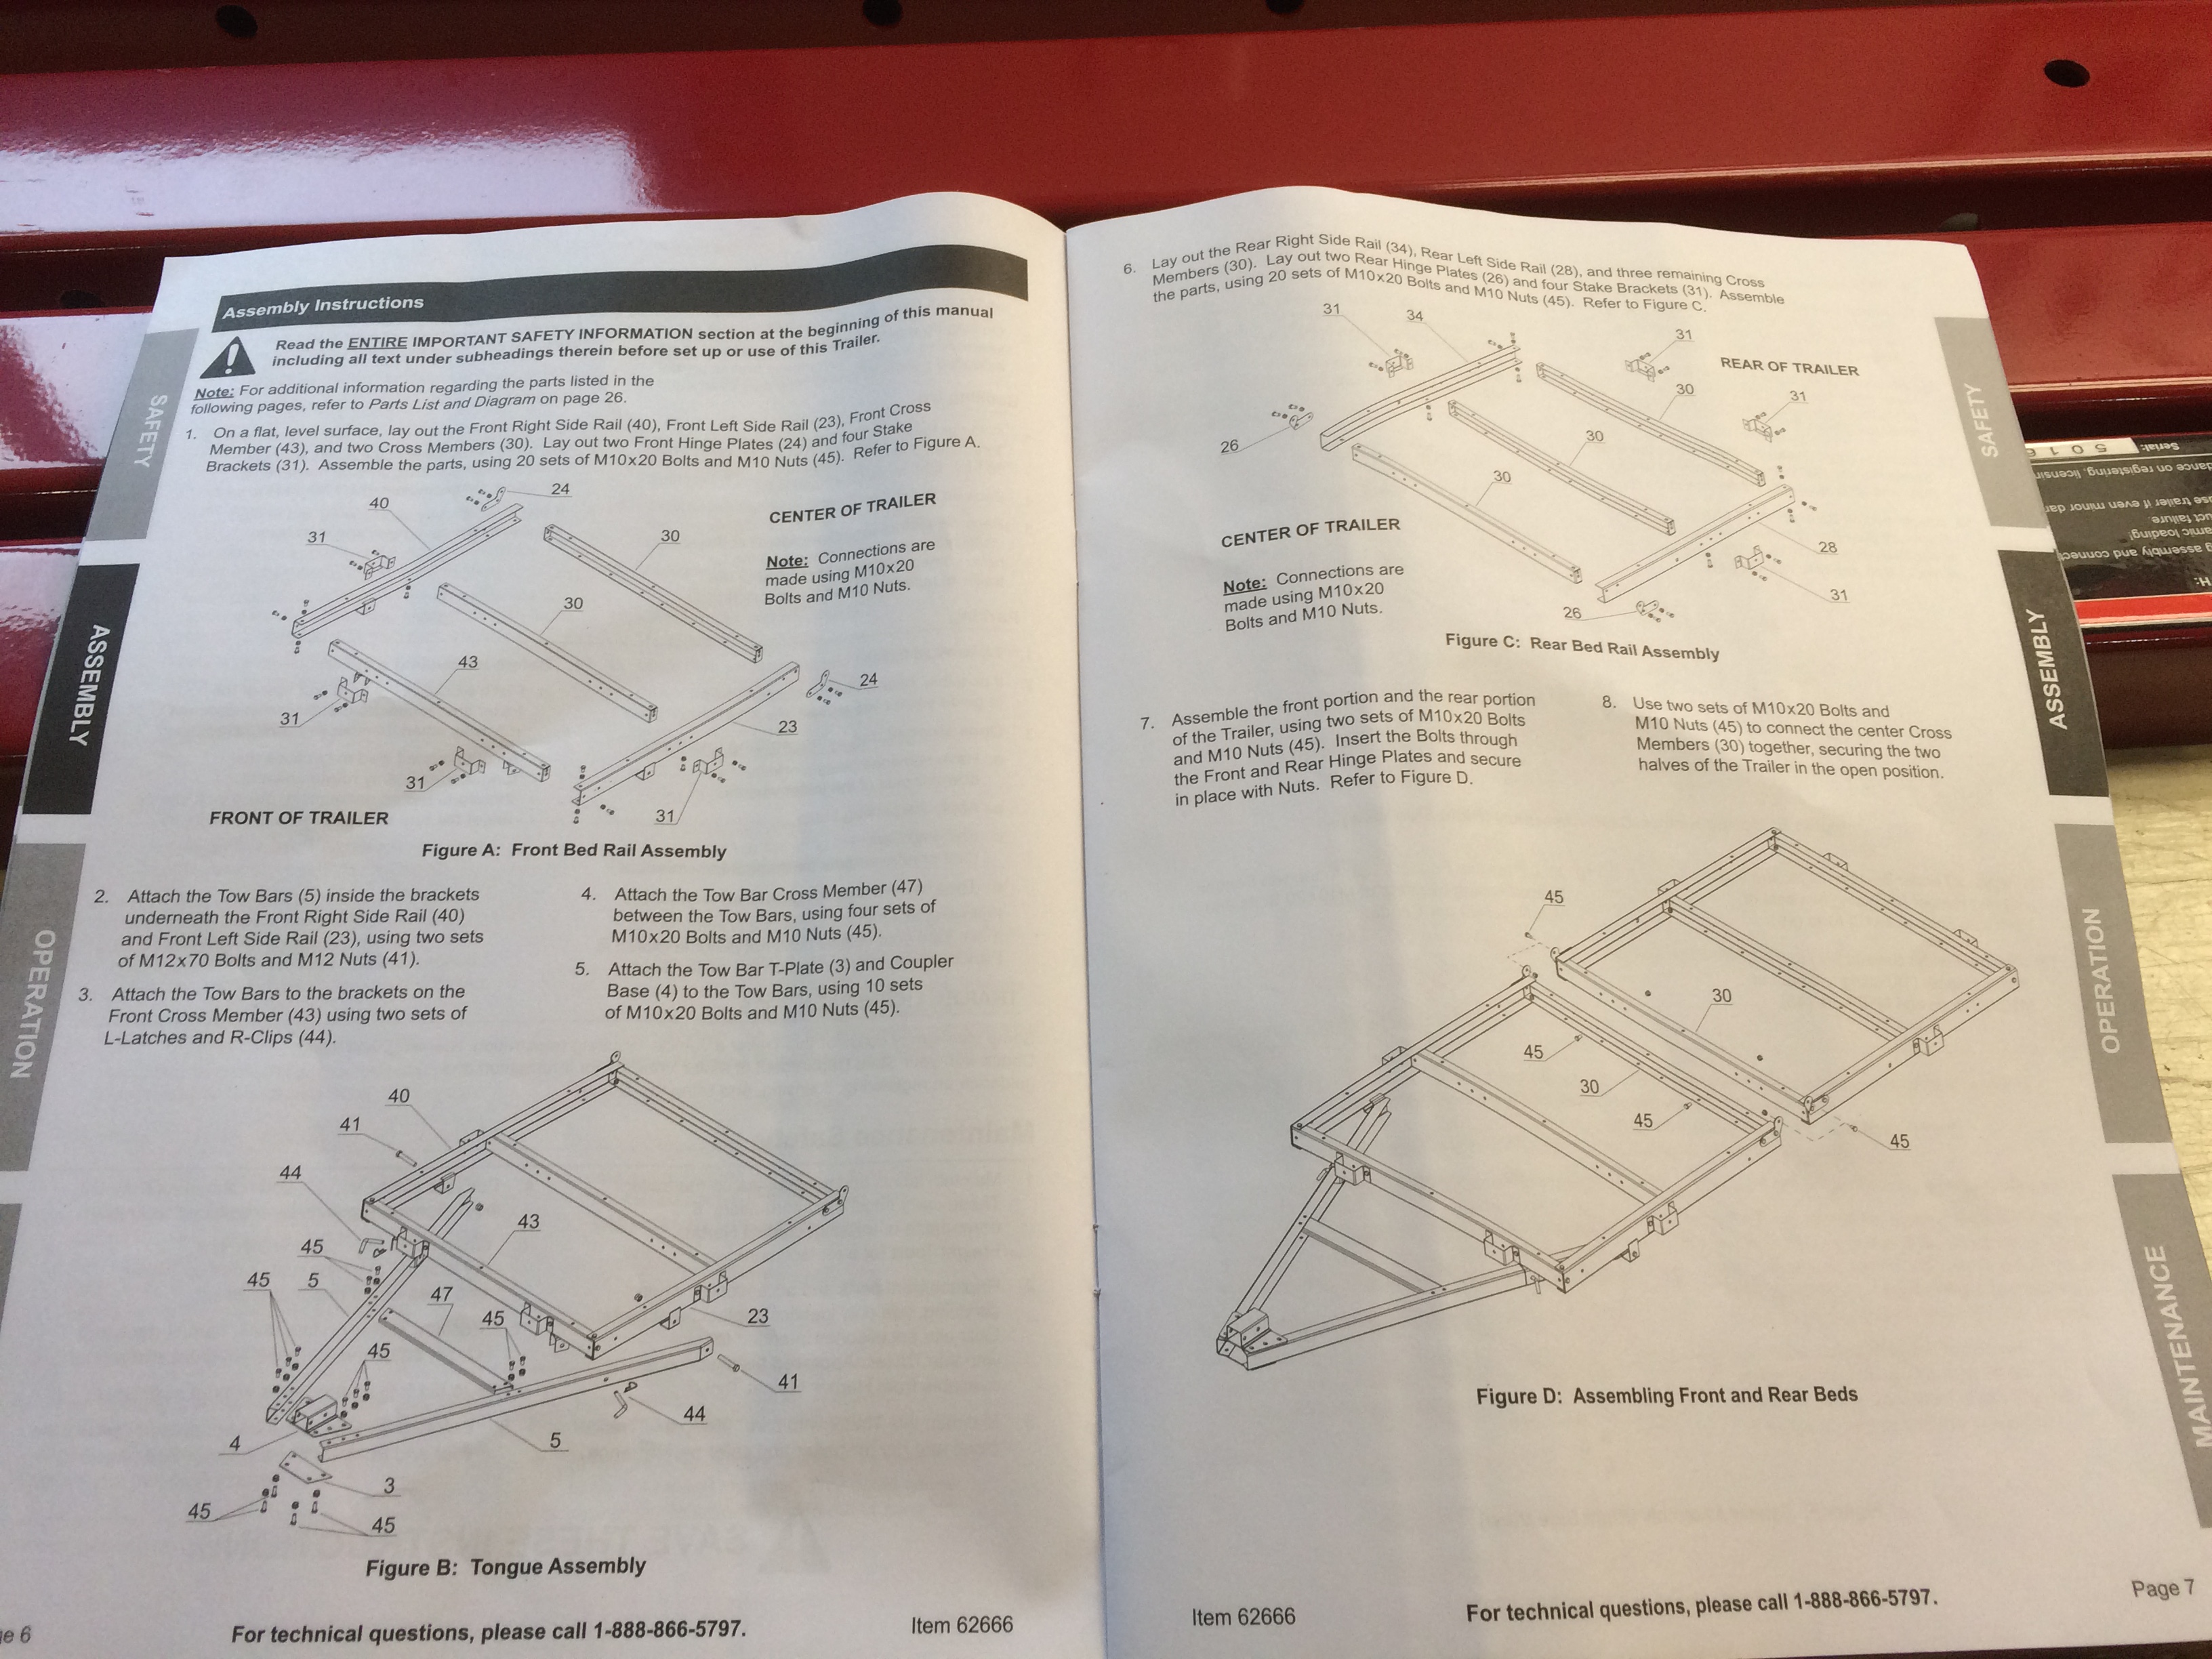 Assembly Instructions
Read the ENTIRE IMPORTANT SAFETY INFORMATION section at the beginning of this manual
including all text under subheadings therein before set up or use of this Trailer.
Note: For additional information regarding the parts listed in the
following pages, refer to Parts List and Diagram on page 26.
1. On a flat, level surface, lay out the Front Right Side Rail (40), Front Left Side Rail (23), Front Cross
Member (43), and two Cross Members (30). Lay out two Front Hinge Plates (24) and four Stake
Brackets (31). Assemble the parts, using 20 sets of M10x20 Bolts and M10 Nuts (45). Refer to Figure A.
40
24
31
30
CENTER OF TRAILER
Note: Connections are
made using M10x20
Bolts and M10 Nuts.
30
43
24
31
23
31
31
FRONT OF TRAILER
Figure A: Front Bed Rail Assembly
2. Attach the Tow Bars (5) inside the brackets
underneath the Front Right Side Rail (40)
and Front Left Side Rail (23), using two sets
of M12x70 Bolts and M12 Nuts (41).
3. Attach the Tow Bars to the brackets on the
Front Cross Member (43) using two sets of
L-Latches and R-Clips (44).
4. Attach the Tow Bar Cross Member (47)
between the Tow Bars, using four sets of
M10x20 Bolts and M10 Nuts (45).
5. Attach the Tow Bar T-Plate (3) and Coupler
Base (4) to the Tow Bars, using 10 sets
of M10x20 Bolts and M10 Nuts (45).
40
41
44
43
45
45
5
47
45
23
45
41
44
4
5
3
45
45
Figure B: Tongue Assembly
For technical questions, please call 1-888-866-5797.
Item 62666
ge 6
SAFETY
ASSEMBLY
OPERATION
6. Lay out the Rear Right Side Rail (34), Rear Left Side Rail (28), and three remaining Cross
Members (30). Lay out two Rear Hinge Plates (26) and four Stake Brackets (31). Assemble
the parts, using 20 sets of M10x20 Bolts and M10 Nuts (45). Refer to Figure C.
31
34
31
REAR OF TRAILER
30
31
26
30
30
CENTER OF TRAILER
28
Note: Connections are
made using M10x20
Bolts and M10 Nuts.
31
26
Figure C: Rear Bed Rail Assembly
7. Assemble the front portion and the rear portion
of the Trailer, using two sets of M10x20 Bolts
and M10 Nuts (45). Insert the Bolts through
the Front and Rear Hinge Plates and secure
in place with Nuts. Refer to Figure D.
8. Use two sets of M10x20 Bolts and
M10 Nuts (45) to connect the center Cross
Members (30) together, securing the two
halves of the Trailer in the open position.
45
30
45
30
45
45
Figure D: Assembling Front and Rear Beds
Item 62666
For technical questions, please call 1-888-866-5797.
Page 7
SAFETY
ASSEMBLY
OPERATION
MAINTENANCE
Serial:
on registering, licensing
use trailer if even minor
failure.
loading
assembly and